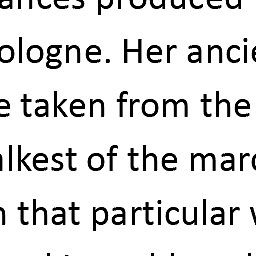 ances produced
ologne. Her ancie
e taken from the
alkest of the marc
n that particular